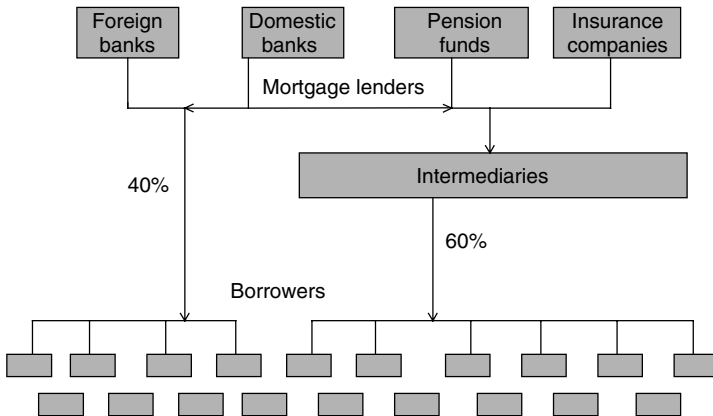 Foreign
banks
Domestic
banks
Pension
funds
Insurance
companies
Mortgage lenders
Intermediaries
40%
60%
Borrowers